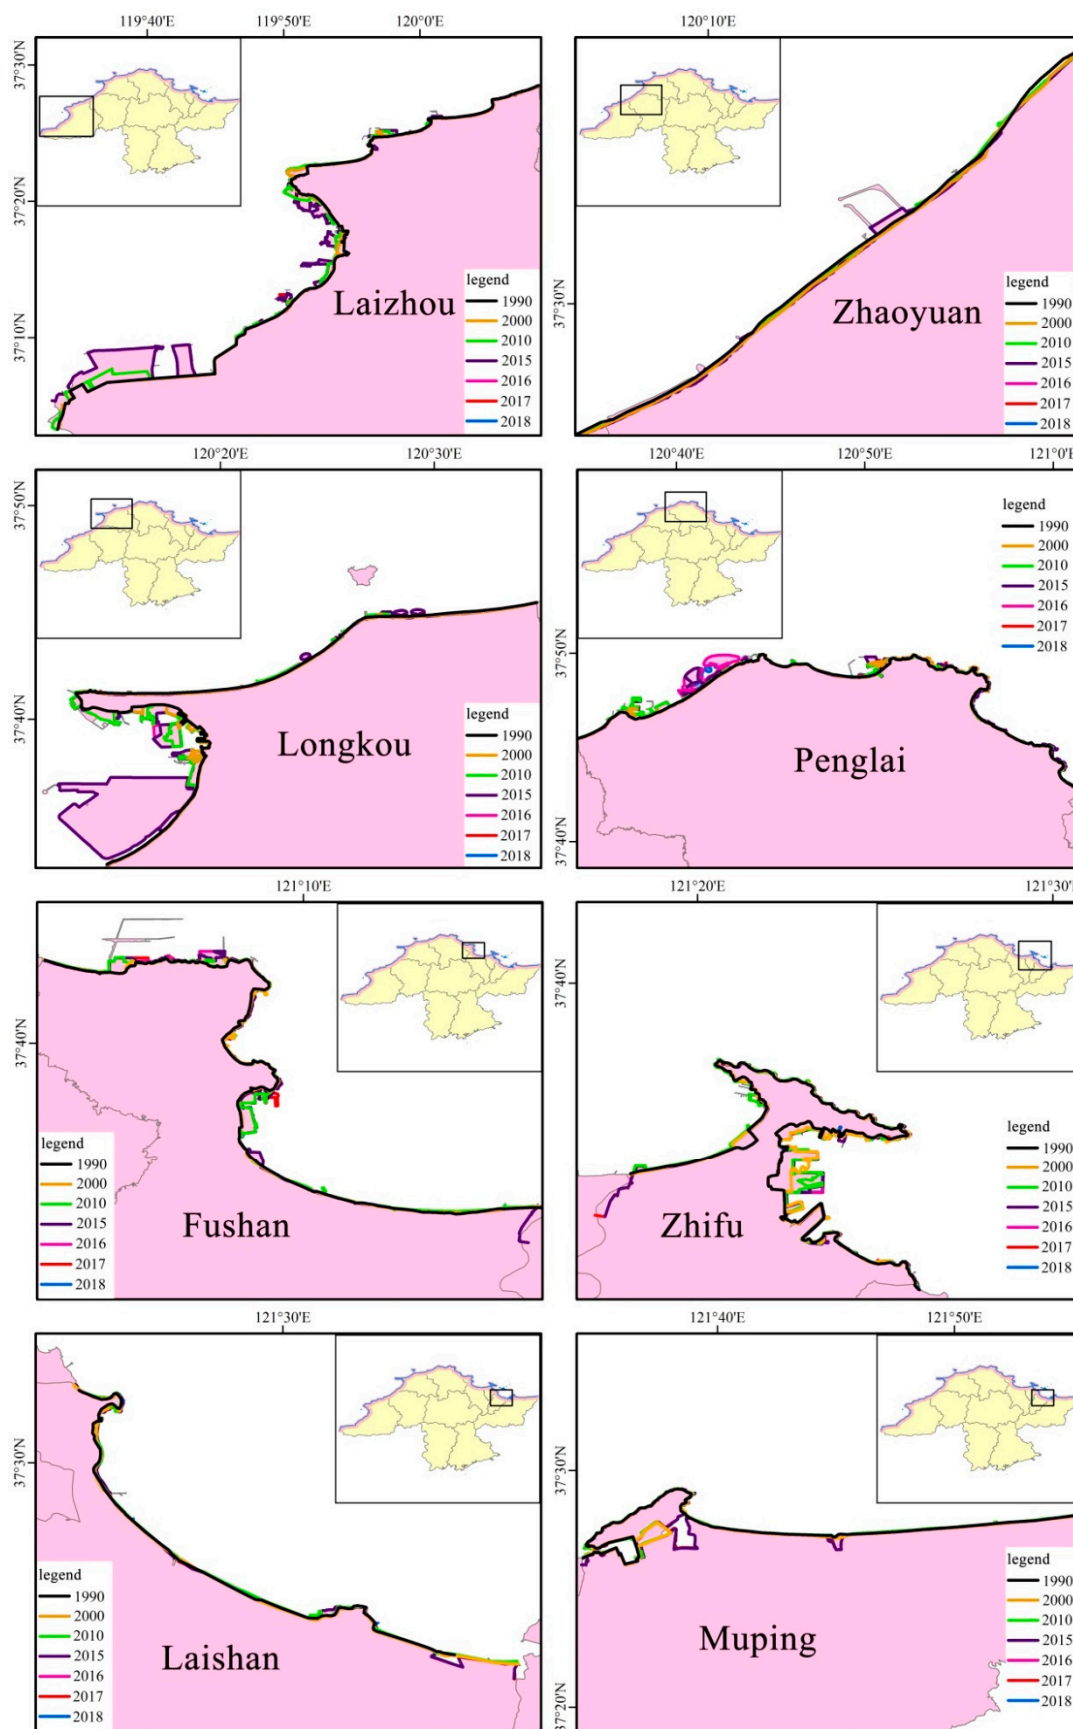 119°40'E 119°50'E 120°0'E
120°10'E
37°30'N
37°20'N
37°10'N
Laizhou
legend
1990
2000
2010
2015
2016
2017
2018
37°30'N
Zhaoyuan
legend
1990
2000
2010
2015
2016
2017
2018
120°20'E 120°30'E
120°40'E 120°50'E 121°0'E
37°50'N
37°40'N
Longkou
legend
1990
2000
2010
2015
2016
2017
2018
37°50'N
37°40'N
Penglai
legend
1990
2000
2010
2015
2016
2017
2018
121°10'E
121°20'E 121°30'E
37°40'N
Fushan
legend
1990
2000
2010
2015
2016
2017
2018
37°40'N
Zhifu
legend
1990
2000
2010
2015
2016
2017
2018
121°30'E
121°40'E 121°50'E
37°30'N
Laishan
legend
1990
2000
2010
2015
2016
2017
2018
37°30'N
37°20'N
Muping
legend
1990
2000
2010
2015
2016
2017
2018